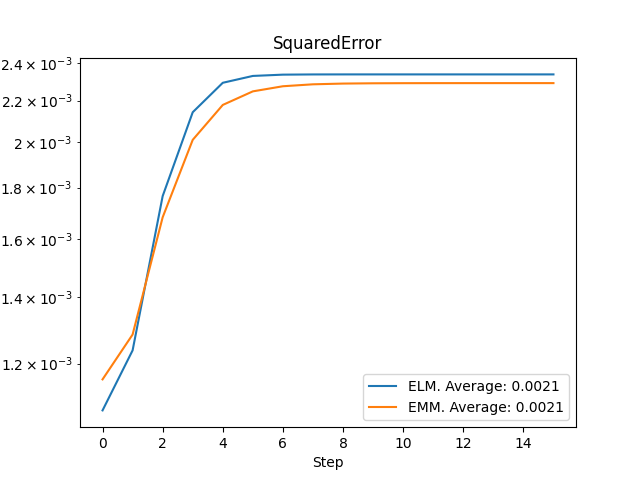 SquaredError
2.4 × 10⁻³
2.2 × 10⁻³
2 × 10⁻³
1.8 × 10⁻³
1.6 × 10⁻³
1.4 × 10⁻³
1.2 × 10⁻³
ELM. Average: 0.0021
EMM. Average: 0.0021
0 2 4 6 8 10 12 14
Step